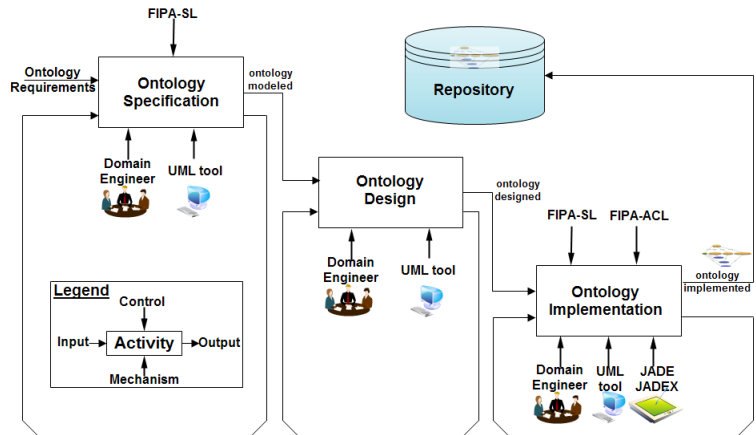 FIPA-SL
Ontology
Requirements
Ontology
Specification
ontology
modeled
Domain
Engineer
UML tool
Repository
Ontology
Design
ontology
designed
Domain
Engineer
UML tool
FIPA-SL
FIPA-ACL
Ontology
Implementation
ontology
implemented
Domain
Engineer
UML
tool
JADE
JADEX
Legend
Control
Input
Activity
Output
Mechanism